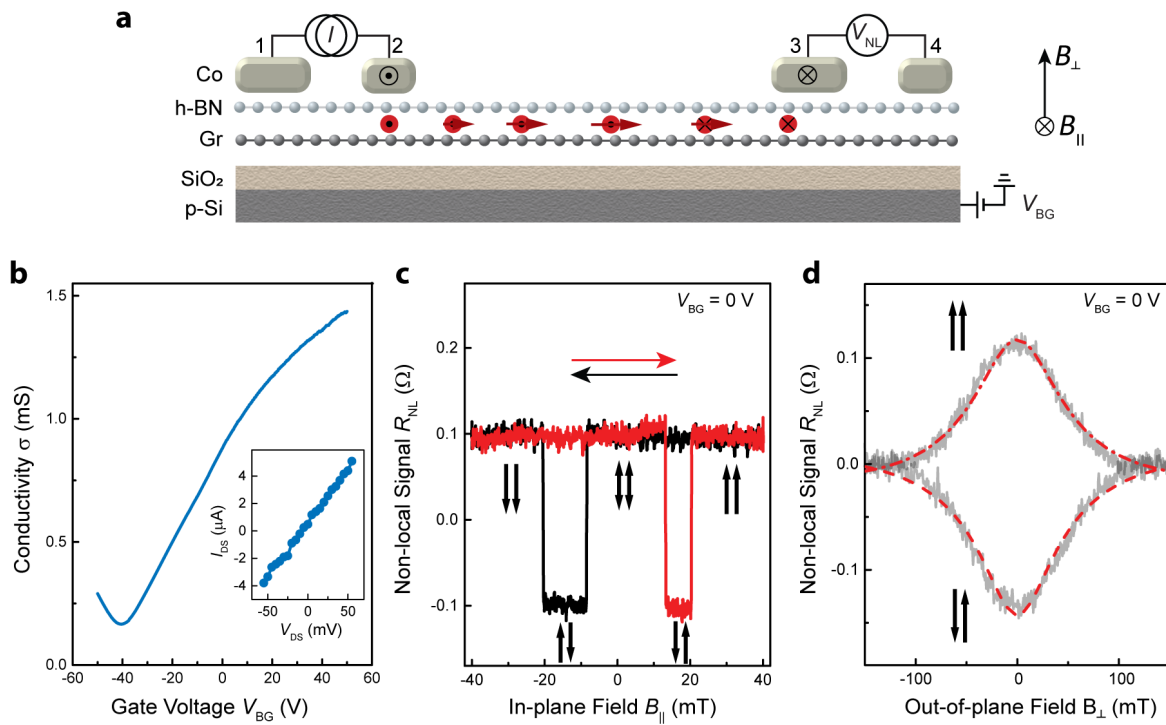 a
1 I 2 3 V_NL 4
Co
h-BN
Gr
SiO₂
p-Si
B⊥
B||
V_BG
b
Conductivity σ (mS)
1.5
1.0
0.5
0.0
-60 -40 -20 0 20 40 60
Gate Voltage V_BG (V)
I_DS (μA)
4
2
0
-2
-4
-50 0 50
V_DS (mV)
c
V_BG = 0 V
Non-local Signal R_NL (Ω)
0.2
0.1
0.0
-0.1
-40 -20 0 20 40
In-plane Field B|| (mT)
d
V_BG = 0 V
Non-local Signal R_NL (Ω)
0.1
0.0
-0.1
-100 0 100
Out-of-plane Field B⊥ (mT)